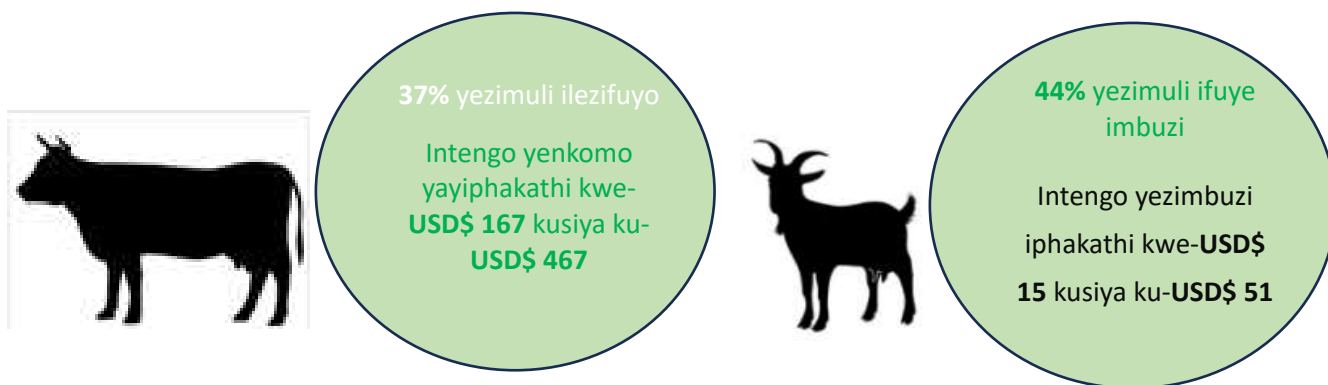 37% yezimuli ilezifuyo
Intengo yenkomo
yayiphakathi kwe-
USD$ 167 kusiya ku-
USD$ 467
44% yezimuli ifuye
imbuzi
Intengo yezimbuzi
iphakathi kwe-USD$
15 kusiya ku-USD$ 51